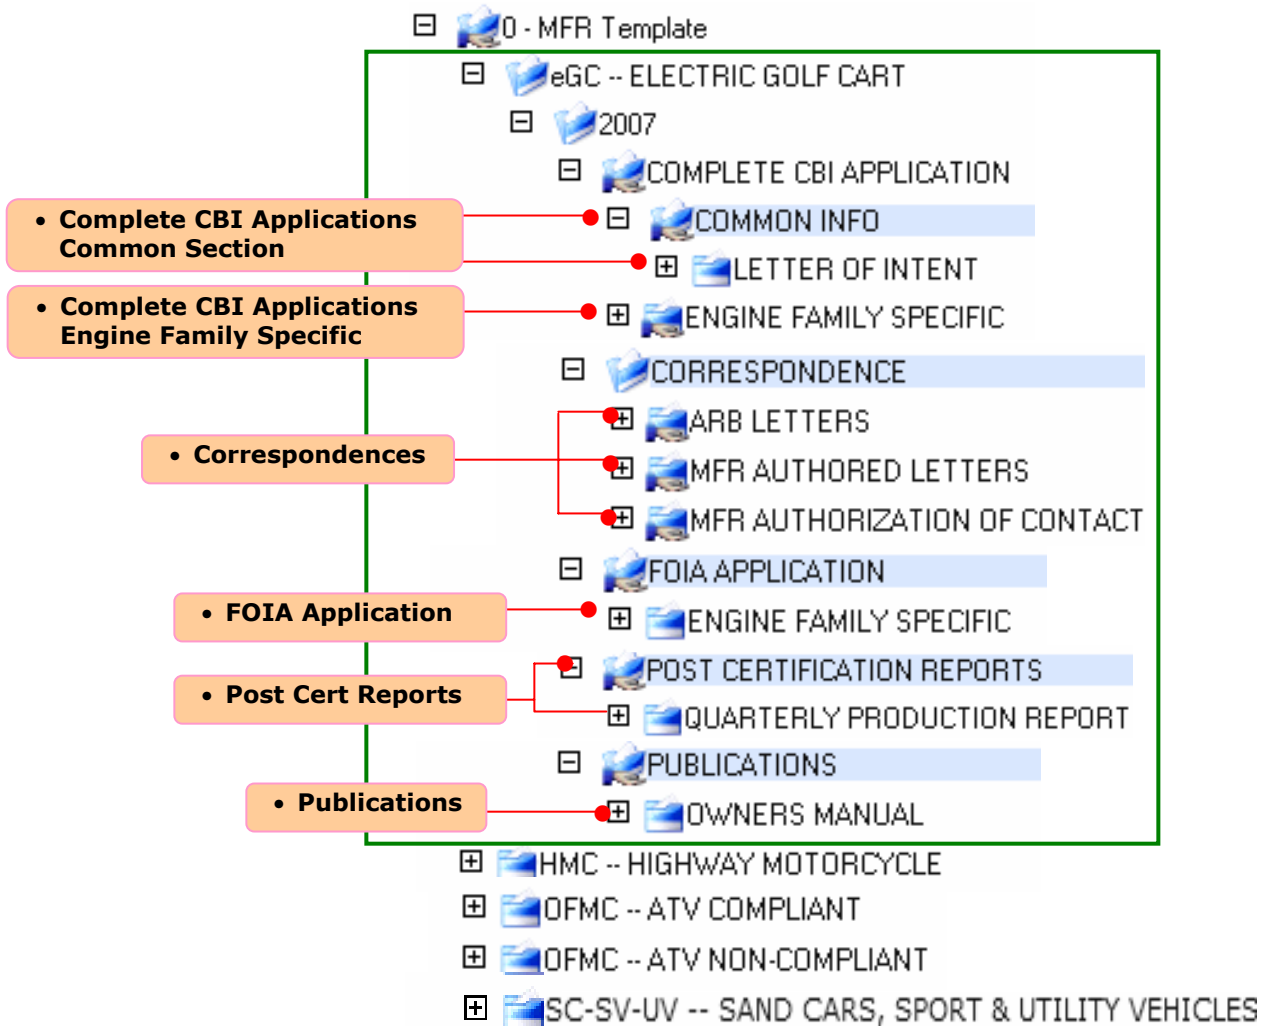 0 - MFR Template
eGC -- ELECTRIC GOLF CART
2007
COMPLETE CBI APPLICATION
• Complete CBI Applications
Common Section
COMMON INFO
LETTER OF INTENT
• Complete CBI Applications
Engine Family Specific
ENGINE FAMILY SPECIFIC
CORRESPONDENCE
ARB LETTERS
• Correspondences
MFR AUTHORED LETTERS
MFR AUTHORIZATION OF CONTACT
FOIA APPLICATION
• FOIA Application
ENGINE FAMILY SPECIFIC
POST CERTIFICATION REPORTS
• Post Cert Reports
QUARTERLY PRODUCTION REPORT
PUBLICATIONS
• Publications
OWNERS MANUAL
HMC -- HIGHWAY MOTORCYCLE
OFMC -- ATV COMPLIANT
OFMC -- ATV NON-COMPLIANT
SC-SV-UV -- SAND CARS, SPORT & UTILITY VEHICLES